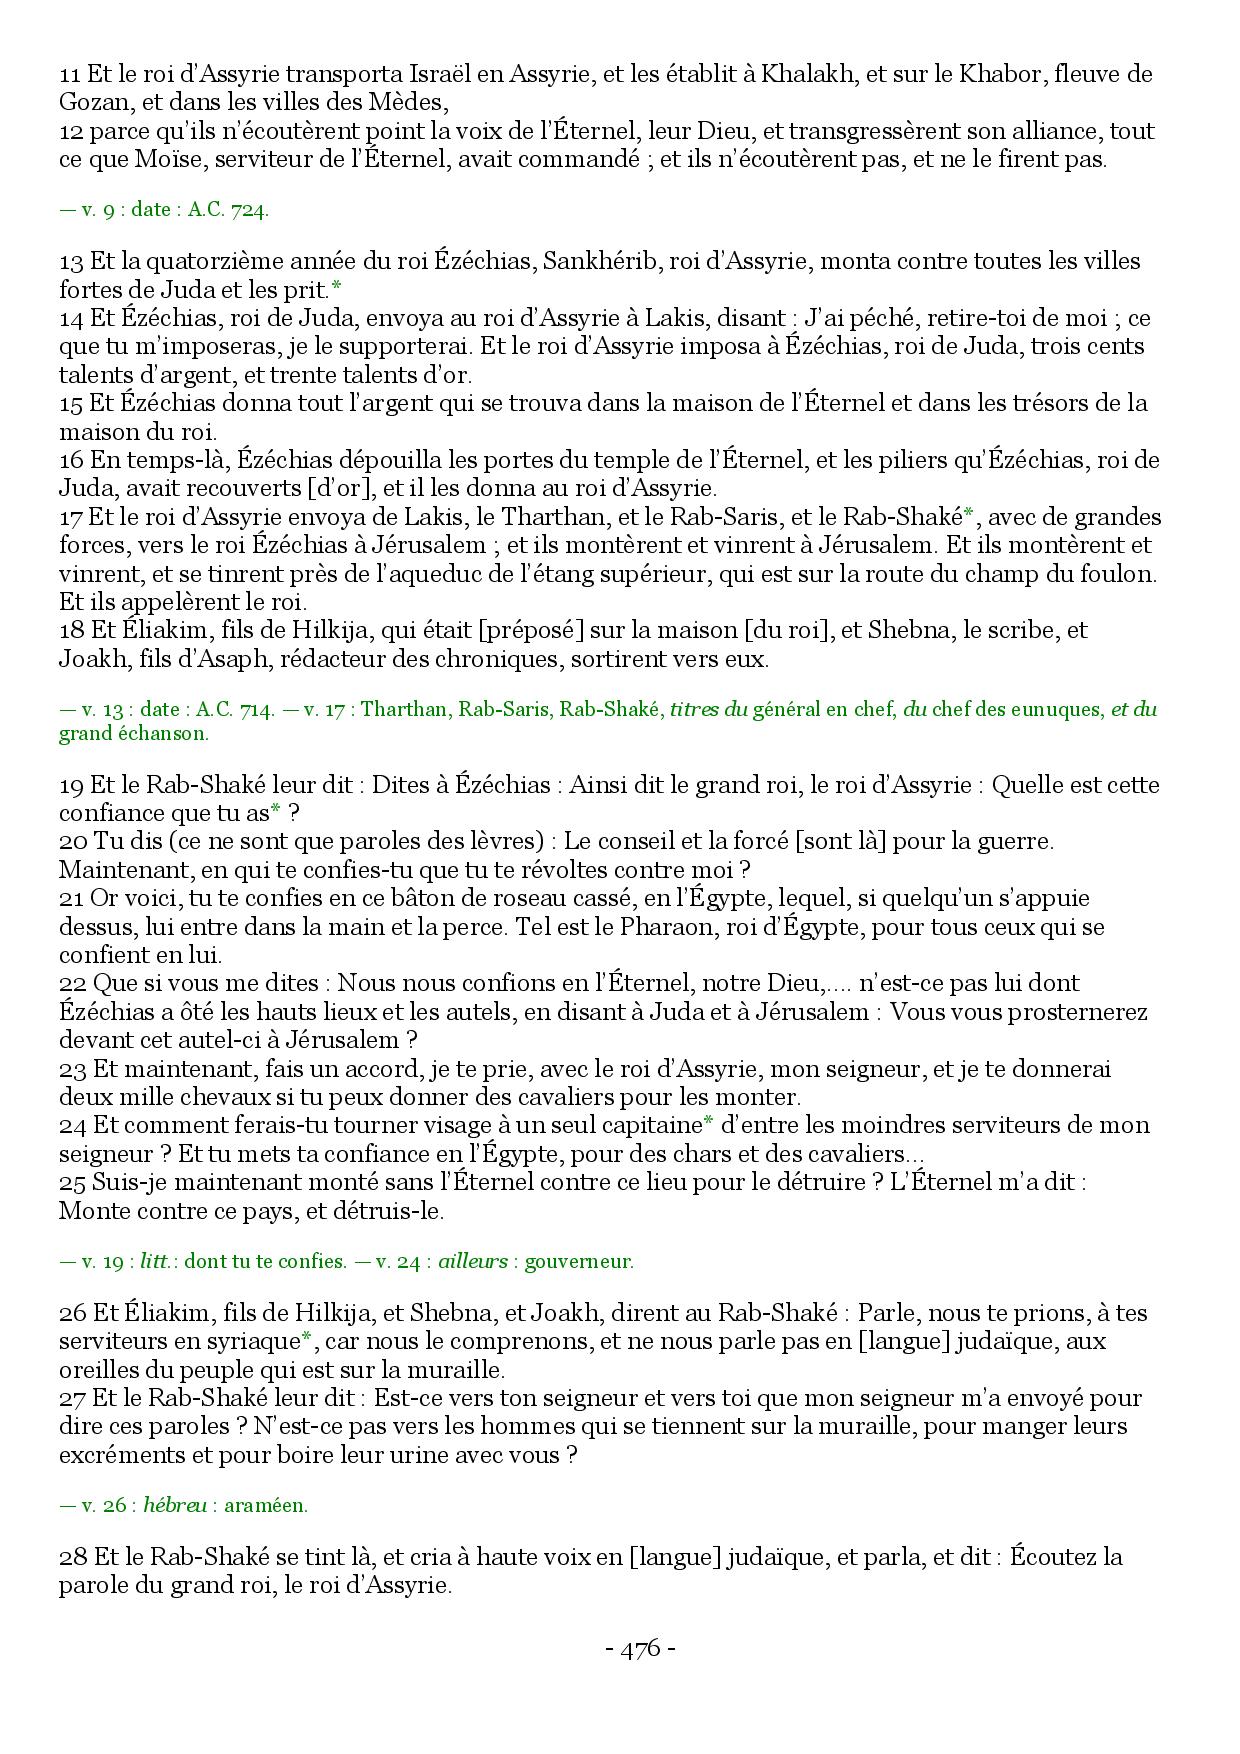 11 Et le roi d’Assyrie transporta Israël en Assyrie, et les établit à Khalakh, et sur le Khabor, fleuve de
Gozan, et dans les villes des Mèdes,
12 parce qu’ils n’écoutèrent point la voix de l’Éternel, leur Dieu, et transgressèrent son alliance, tout
ce que Moïse, serviteur de l’Éternel, avait commandé ; et ils n’écoutèrent pas, et ne le firent pas.
— v. 9 : date : A.C. 724.
13 Et la quatorzième année du roi Ézéchias, Sankhérib, roi d’Assyrie, monta contre toutes les villes
fortes de Juda et les prit.*
14 Et Ézéchias, roi de Juda, envoya au roi d’Assyrie à Lakis, disant : J’ai péché, retire-toi de moi ; ce
que tu m’imposeras, je le supporterai. Et le roi d’Assyrie imposa à Ézéchias, roi de Juda, trois cents
talents d’argent, et trente talents d’or.
15 Et Ézéchias donna tout l’argent qui se trouva dans la maison de l’Éternel et dans les trésors de la
maison du roi.
16 En temps-là, Ézéchias dépouilla les portes du temple de l’Éternel, et les piliers qu’Ézéchias, roi de
Juda, avait recouverts [d’or], et il les donna au roi d’Assyrie.
17 Et le roi d’Assyrie envoya de Lakis, le Tharthan, et le Rab-Saris, et le Rab-Shaké*, avec de grandes
forces, vers le roi Ézéchias à Jérusalem ; et ils montèrent et vinrent à Jérusalem. Et ils montèrent et
vinrent, et se tinrent près de l’aqueduc de l’étang supérieur, qui est sur la route du champ du foulon.
Et ils appelèrent le roi.
18 Et Éliakim, fils de Hilkija, qui était [préposé] sur la maison [du roi], et Shebna, le scribe, et
Joakh, fils d’Asaph, rédacteur des chroniques, sortirent vers eux.
— v. 13 : date : A.C. 714. — v. 17 : Tharthan, Rab-Saris, Rab-Shaké, titres du général en chef, du chef des eunuques, et du
grand échanson.
19 Et le Rab-Shaké leur dit : Dites à Ézéchias : Ainsi dit le grand roi, le roi d’Assyrie : Quelle est cette
confiance que tu as* ?
20 Tu dis (ce ne sont que paroles des lèvres) : Le conseil et la forcé [sont là] pour la guerre.
Maintenant, en qui te confies-tu que tu te révoltes contre moi ?
21 Or voici, tu te confies en ce bâton de roseau cassé, en l’Égypte, lequel, si quelqu’un s’appuie
dessus, lui entre dans la main et la perce. Tel est le Pharaon, roi d’Égypte, pour tous ceux qui se
confient en lui.
22 Que si vous me dites : Nous nous confions en l’Éternel, notre Dieu,.... n’est-ce pas lui dont
Ézéchias a ôté les hauts lieux et les autels, en disant à Juda et à Jérusalem : Vous vous prosternerez
devant cet autel-ci à Jérusalem ?
23 Et maintenant, fais un accord, je te prie, avec le roi d’Assyrie, mon seigneur, et je te donnerai
deux mille chevaux si tu peux donner des cavaliers pour les monter.
24 Et comment ferais-tu tourner visage à un seul capitaine* d’entre les moindres serviteurs de mon
seigneur ? Et tu mets ta confiance en l’Égypte, pour des chars et des cavaliers...
25 Suis-je maintenant monté sans l’Éternel contre ce lieu pour le détruire ? L’Éternel m’a dit :
Monte contre ce pays, et détruis-le.
— v. 19 : litt.: dont tu te confies. — v. 24 : ailleurs : gouverneur.
26 Et Éliakim, fils de Hilkija, et Shebna, et Joakh, dirent au Rab-Shaké : Parle, nous te prions, à tes
serviteurs en syriaque*, car nous le comprenons, et ne nous parle pas en [langue] judaïque, aux
oreilles du peuple qui est sur la muraille.
27 Et le Rab-Shaké leur dit : Est-ce vers ton seigneur et vers toi que mon seigneur m’a envoyé pour
dire ces paroles ? N’est-ce pas vers les hommes qui se tiennent sur la muraille, pour manger leurs
excréments et pour boire leur urine avec vous ?
— v. 26 : hébreu : araméen.
28 Et le Rab-Shaké se tint là, et cria à haute voix en [langue] judaïque, et parla, et dit : Écoutez la
parole du grand roi, le roi d’Assyrie.
- 476 -